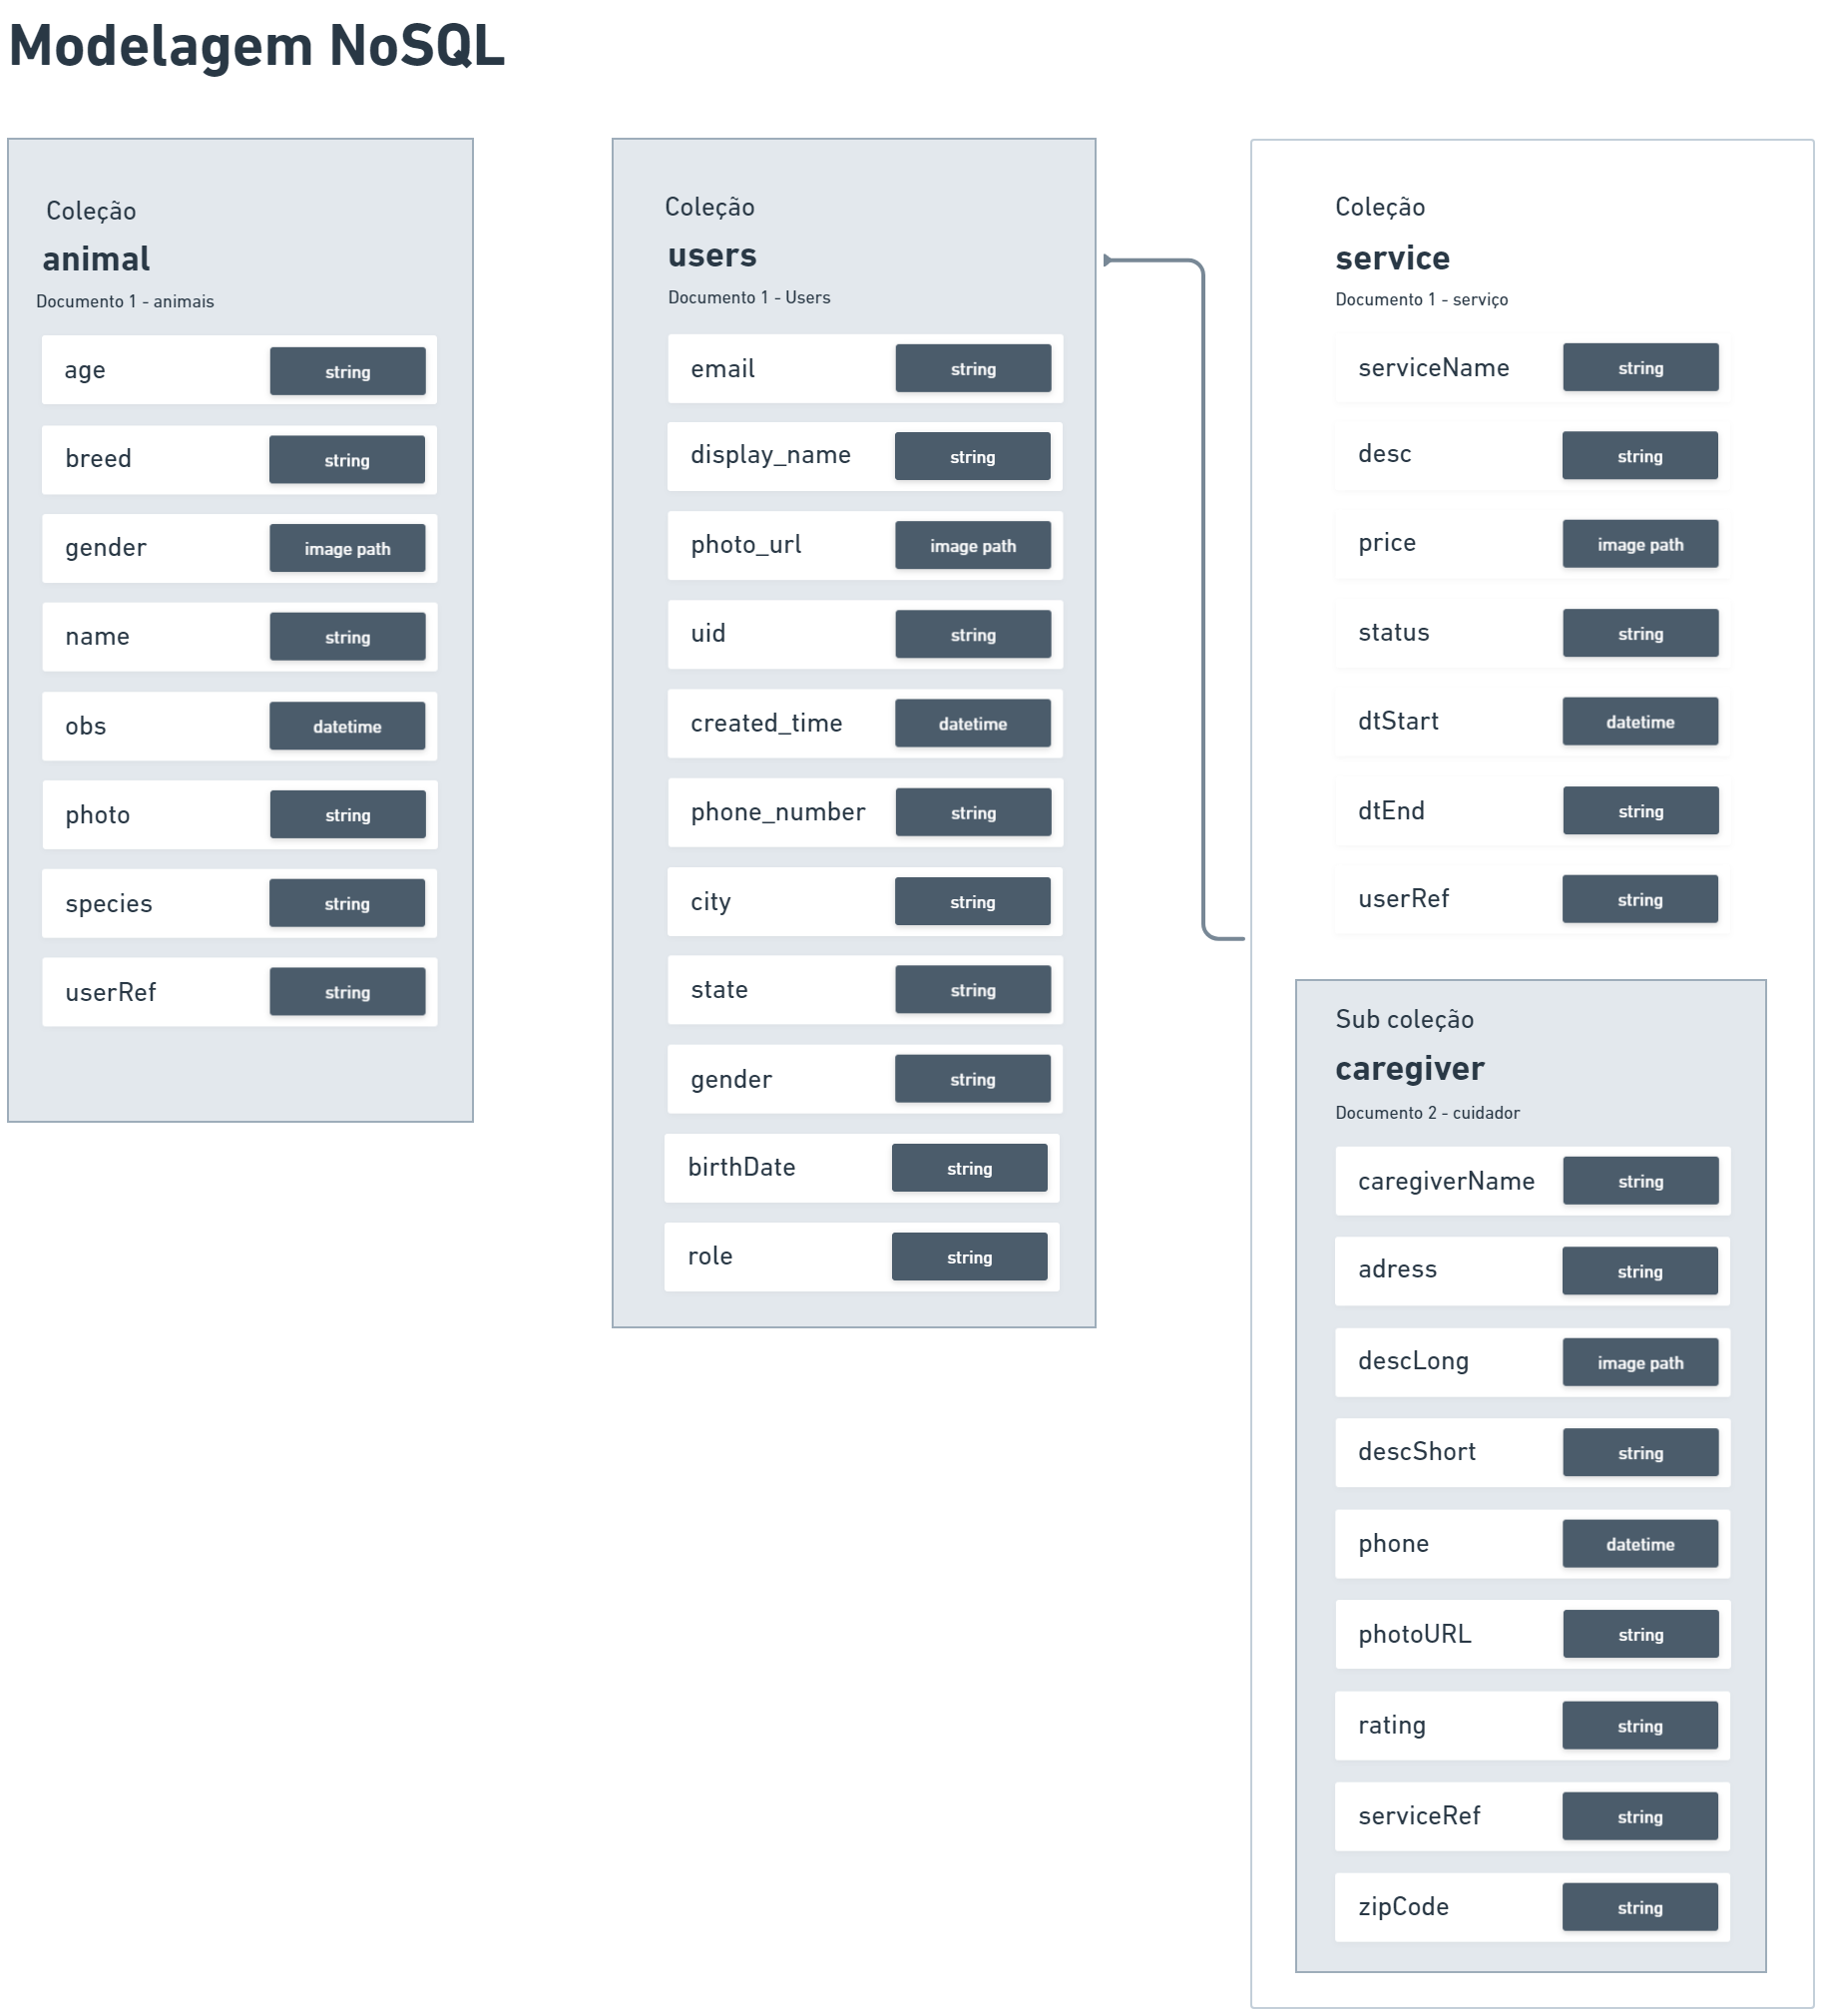 Modelagem NoSQL
Coleção
animal
Documento 1 - animais
age string
breed string
gender image path
name string
obs datetime
photo string
species string
userRef string
Coleção
users
Documento 1 - Users
email string
display_name string
photo_url image path
uid string
created_time datetime
phone_number string
city string
state string
gender string
birthDate string
role string
Coleção
service
Documento 1 - serviço
serviceName string
desc string
price image path
status string
dtStart datetime
dtEnd string
userRef string
Sub coleção
caregiver
Documento 2 - cuidador
caregiverName string
adress string
descLong image path
descShort string
phone datetime
photoURL string
rating string
serviceRef string
zipCode string